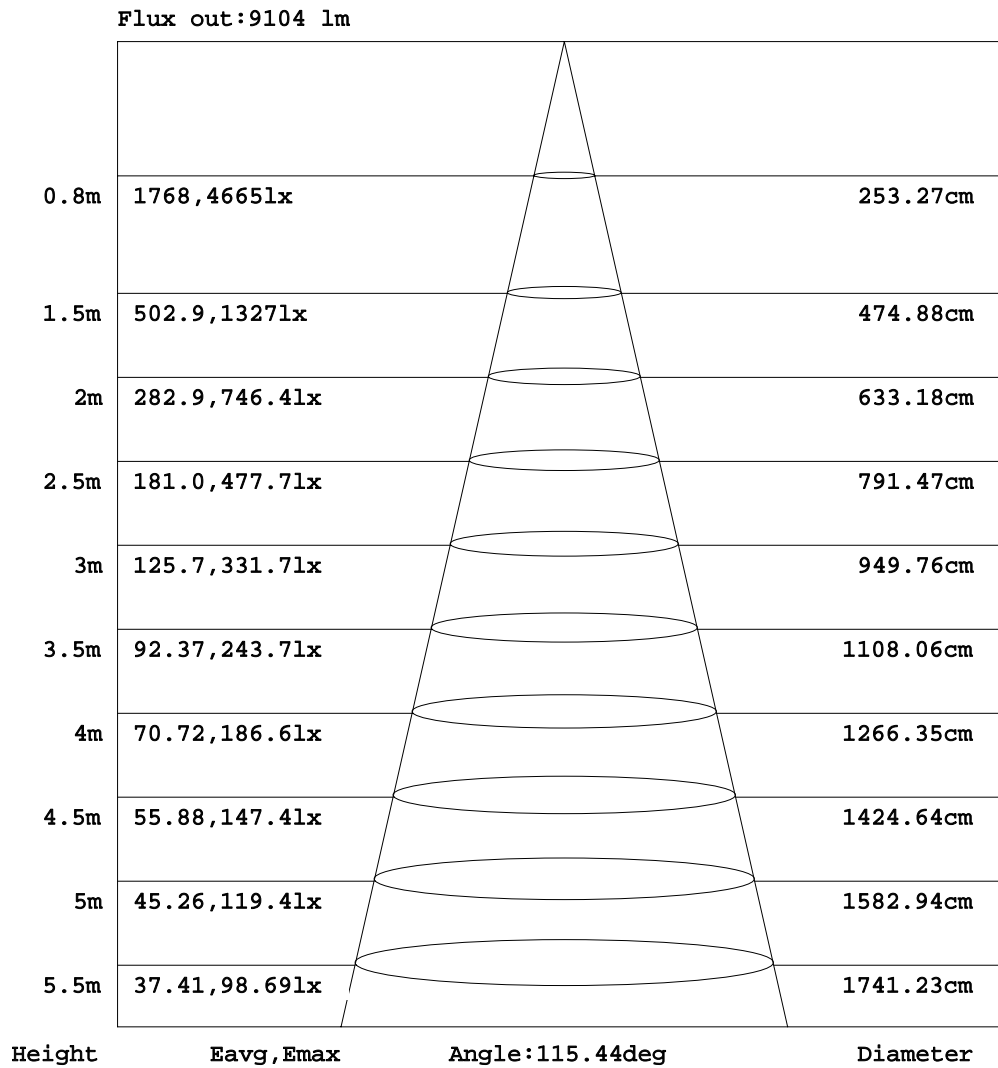 Flux out:9104 lm
0.8m 1768,4665lx 253.27cm
1.5m 502.9,1327lx 474.88cm
2m 282.9,746.4lx 633.18cm
2.5m 181.0,477.7lx 791.47cm
3m 125.7,331.7lx 949.76cm
3.5m 92.37,243.7lx 1108.06cm
4m 70.72,186.6lx 1266.35cm
4.5m 55.88,147.4lx 1424.64cm
5m 45.26,119.4lx 1582.94cm
5.5m 37.41,98.69lx 1741.23cm
Height Eavg,Emax Angle:115.44deg Diameter